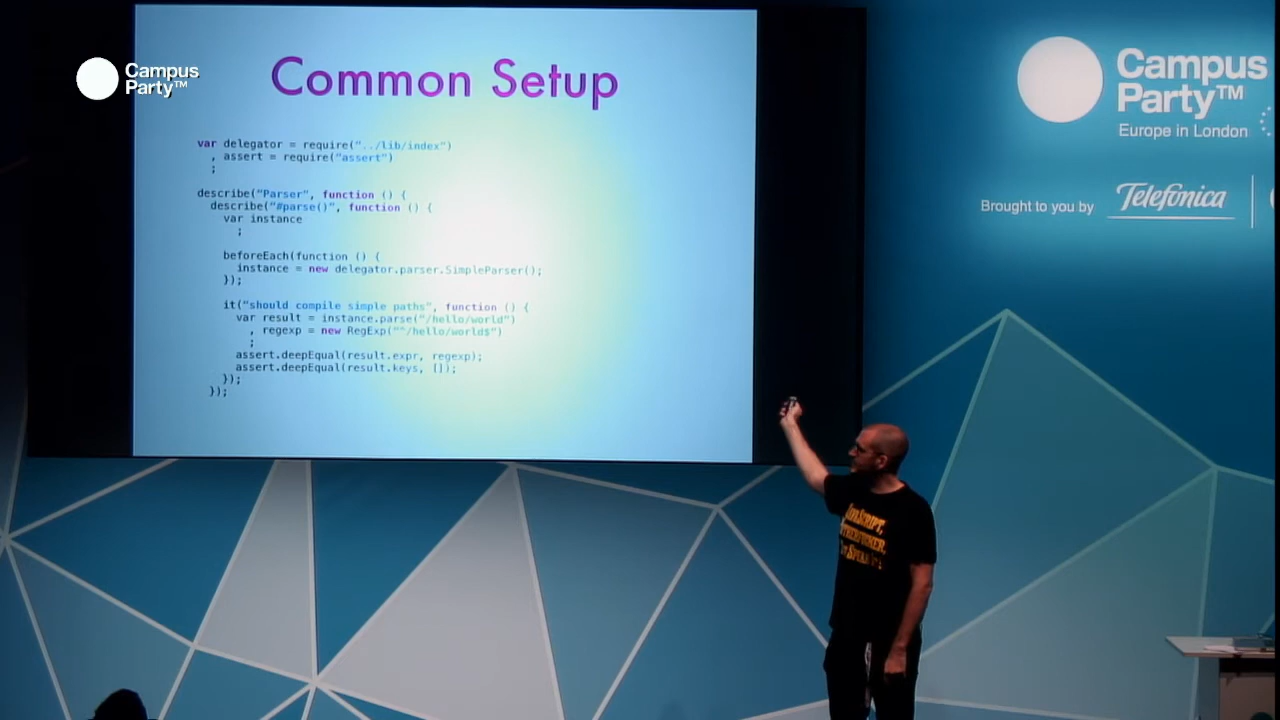 Campus
Party™
Common Setup
var delegator = require("../lib/index")
, assert = require("assert")
;
describe("Parser", function () {
describe("#parse()", function () {
var instance
;
beforeEach(function () {
instance = new delegator.parser.SimpleParser();
});
it("should compile simple paths", function () {
var result = instance.parse("/hello/world")
, regexp = new RegExp("^/hello/world$")
;
assert.deepEqual(result.expr, regexp);
assert.deepEqual(result.keys, []);
});
});
Campus
Party™
Europe in London
Brought to you by
Telefónica